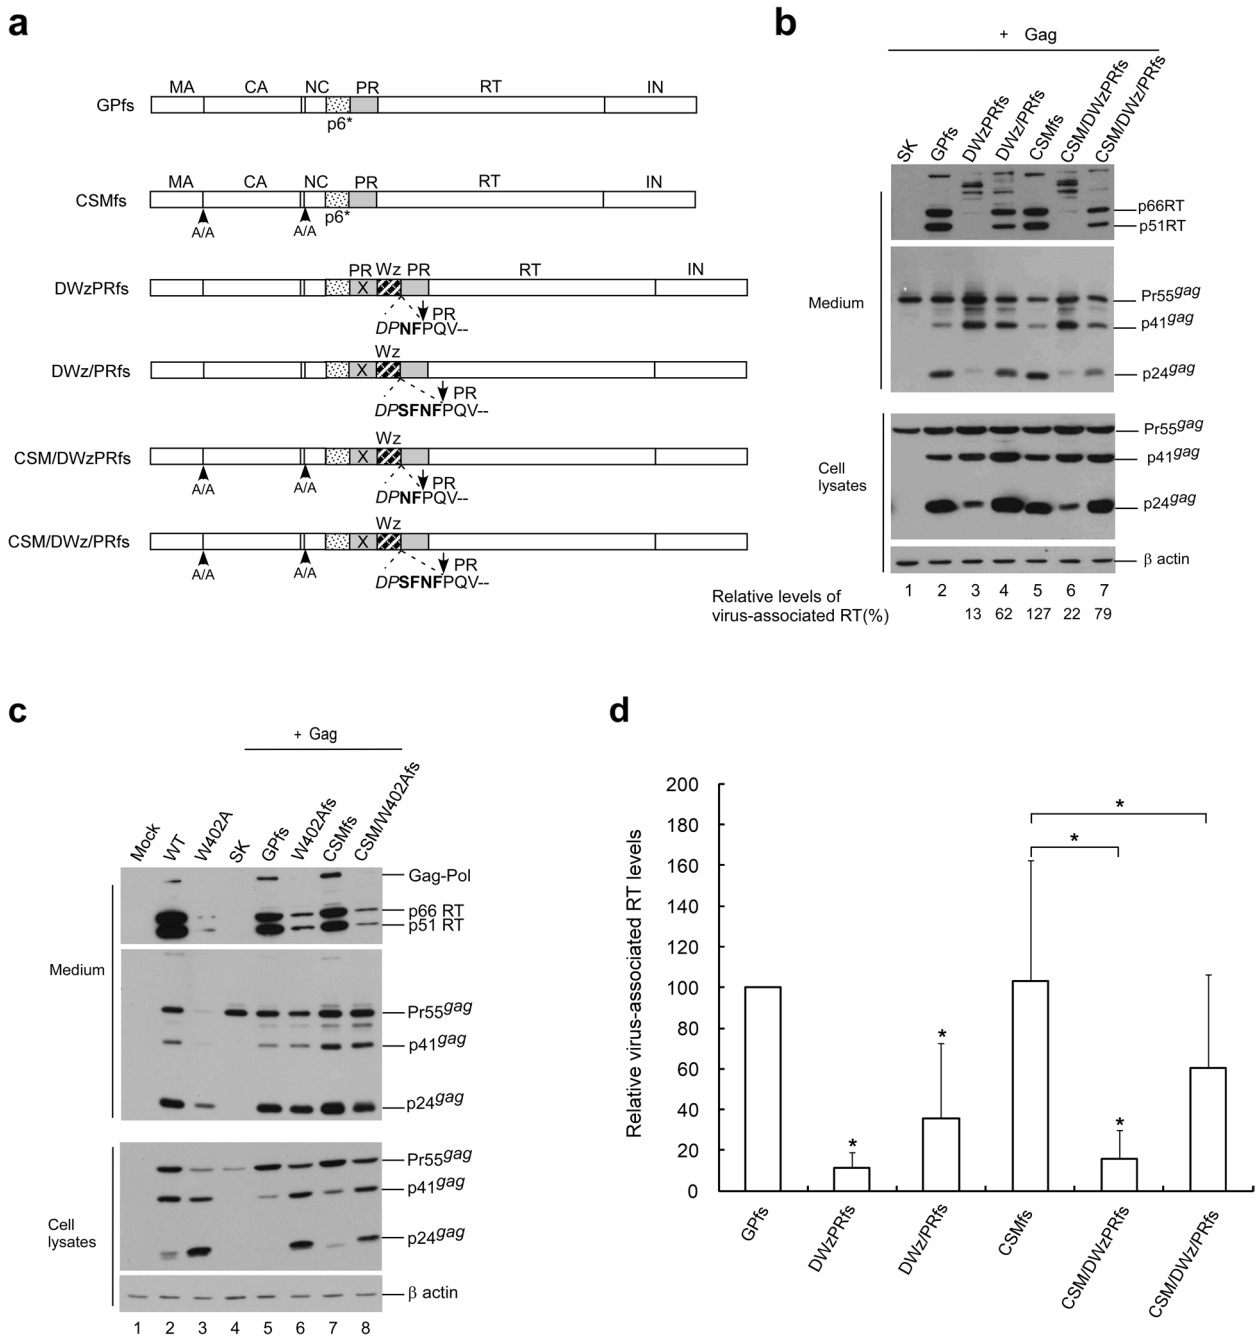 a
MA CA NC PR RT IN
GPfs
p6*
MA CA NC PR RT IN
CSMfs
p6*
A/A A/A
PR Wz PR RT IN
DWzPRfs X
PR
DPNFPQV--
Wz
DWz/PRfs X
PR
DPSFNFPQV--
Wz
CSM/DWzPRfs X
A/A A/A PR
DPNFPQV--
Wz
CSM/DWz/PRfs X
A/A A/A PR
DPSFNFPQV--
b
+ Gag
SK GPfs DWzPRfs DWz/PRfs CSMfs CSM/DWzPRfs CSM/DWz/PRfs
p66RT
p51RT
Medium
Pr55gag
p41gag
p24gag
Cell
lysates
Pr55gag
p41gag
p24gag
β actin
1 2 3 4 5 6 7
Relative levels of
virus-associated RT(%) 13 62 127 22 79
c
+ Gag
Mock WT W402A SK GPfs W402Afs CSMfs CSM/W402Afs
Gag-Pol
p66 RT
p51 RT
Medium
Pr55gag
p41gag
p24gag
Cell
lysates
Pr55gag
p41gag
p24gag
β actin
1 2 3 4 5 6 7 8
d
Relative virus-associated RT levels
200
180
160
140
120
100
80
60
40
20
0
* * * * *
GPfs DWzPRfs DWz/PRfs CSMfs CSM/DWzPRfs CSM/DWz/PRfs